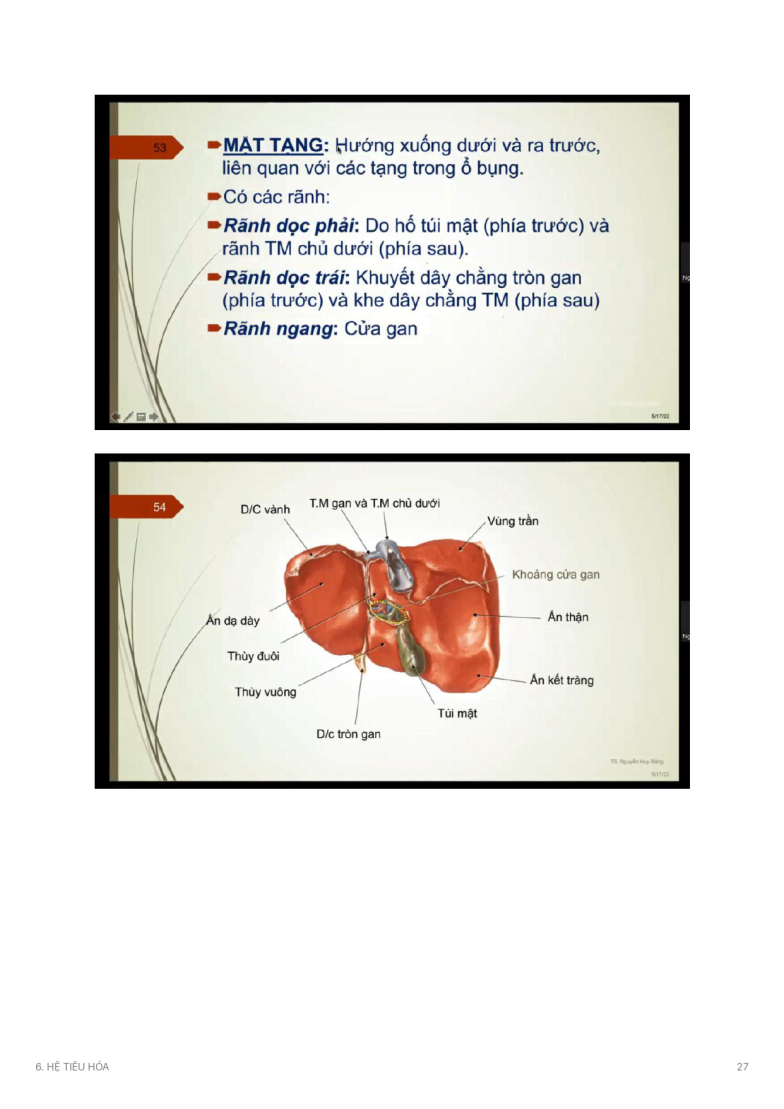 53
MẶT TẠNG: Hướng xuống dưới và ra trước,
liên quan với các tạng trong ổ bụng.
Có các rãnh:
Rãnh dọc phải: Do hố túi mật (phía trước) và
rãnh TM chủ dưới (phía sau).
Rãnh dọc trái: Khuyết dây chằng tròn gan
(phía trước) và khe dây chằng TM (phía sau)
Rãnh ngang: Cửa gan
Ng
5/17/22
54
D/C vành
T.M gan và T.M chủ dưới
Vùng trần
Khoảng cửa gan
Ấn dạ dày
Ấn thận
Ng
Thùy đuôi
Ấn kết tràng
Thùy vuông
Túi mật
D/c tròn gan
5/17/22
6. HỆ TIÊU HÓA
27